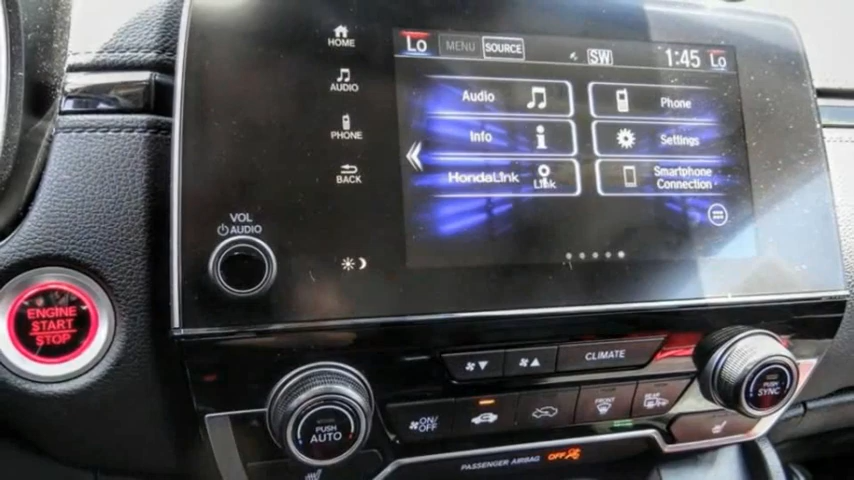 HOME
Lo MENU SOURCE SW 1:45 Lo
AUDIO
Audio
Phone
PHONE
Info
Settings
BACK
HondaLink
Link
Smartphone
Connection
VOL
AUDIO
ENGINE
START
STOP
CLIMATE
PUSH
AUTO
ON/
OFF
FRONT
REAR
PUSH
SYNC
PASSENGER AIRBAG OFF